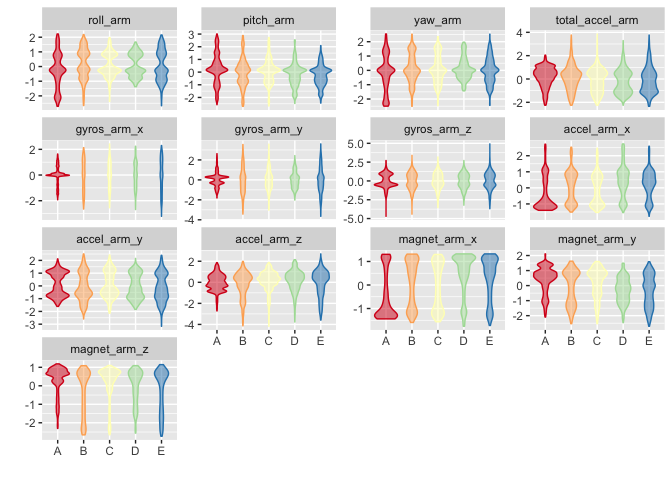 roll_arm pitch_arm yaw_arm total_accel_arm
2 1 0 -1 -2
3 2 1 0 -1 -2
2 1 0 -1 -2
4 2 0 -2
gyros_arm_x gyros_arm_y gyros_arm_z accel_arm_x
2 0 -2
2 0 -2 -4
5.0 2.5 0.0 -2.5 -5.0
2 1 0 -1
accel_arm_y accel_arm_z magnet_arm_x magnet_arm_y
2 1 0 -1 -2 -3
2 0 -2 -4
1 0 -1
2 1 0 -1 -2
A B C D E A B C D E A B C D E
magnet_arm_z
1 0 -1 -2
A B C D E